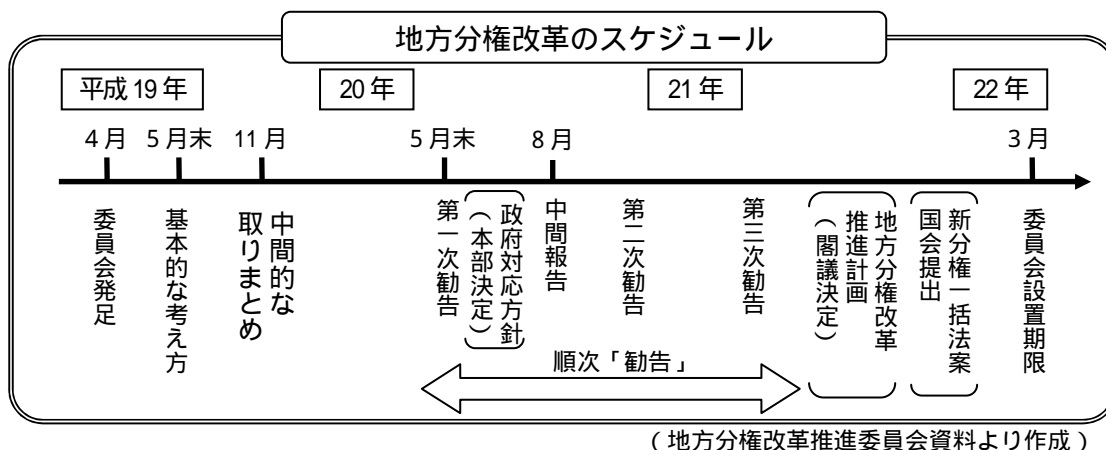 地方分権改革のスケジュール
平成19年
20年
21年
22年
4月
5月末
11月
5月末
8月
3月
委員会発足
基本的な考え方
中間的な
取りまとめ
第一次勧告
政府対応方針
（本部決定）
中間報告
第二次勧告
第三次勧告
地方分権改革
推進計画
（閣議決定）
新分権一括法案
国会提出
委員会設置期限
順次「勧告」
（地方分権改革推進委員会資料より作成）